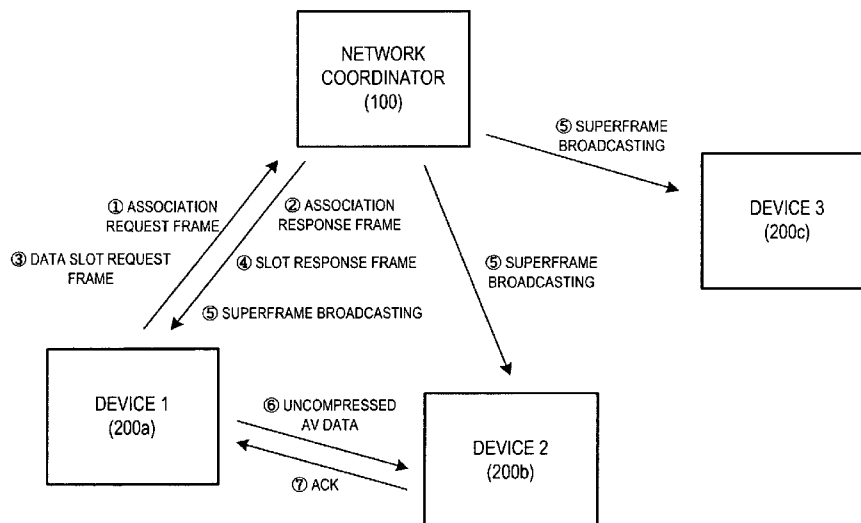 NETWORK
COORDINATOR
(100)
⑤ SUPERFRAME
BROADCASTING
DEVICE 3
(200c)
① ASSOCIATION
REQUEST FRAME
② ASSOCIATION
RESPONSE FRAME
③ DATA SLOT REQUEST
FRAME
④ SLOT RESPONSE FRAME
⑤ SUPERFRAME
BROADCASTING
⑤ SUPERFRAME BROADCASTING
DEVICE 1
(200a)
⑥ UNCOMPRESSED
AV DATA
⑦ ACK
DEVICE 2
(200b)